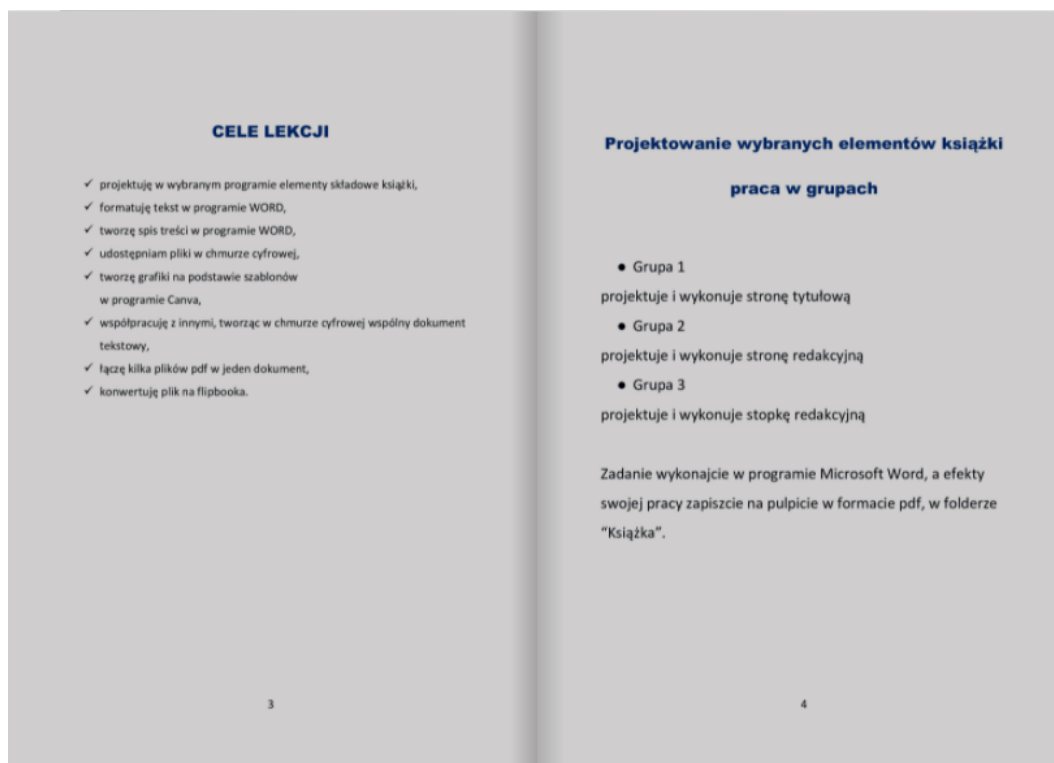 CELE LEKCJI
✓ projektuję w wybranym programie elementy składowe książki,
✓ formatuję tekst w programie WORD,
✓ tworzę spis treści w programie WORD,
✓ udostępniam pliki w chmurze cyfrowej,
✓ tworzę grafiki na podstawie szablonów
w programie Canva,
✓ współpracuję z innymi, tworząc w chmurze cyfrowej wspólny dokument
tekstowy,
✓ łączę kilka plików pdf w jeden dokument,
✓ konwertuję plik na flipbooka.
3
Projektowanie wybranych elementów książki
praca w grupach
● Grupa 1
projektuje i wykonuje stronę tytułową
● Grupa 2
projektuje i wykonuje stronę redakcyjną
● Grupa 3
projektuje i wykonuje stopkę redakcyjną
Zadanie wykonajcie w programie Microsoft Word, a efekty
swojej pracy zapiszcie na pulpicie w formacie pdf, w folderze
“Książka”.
4